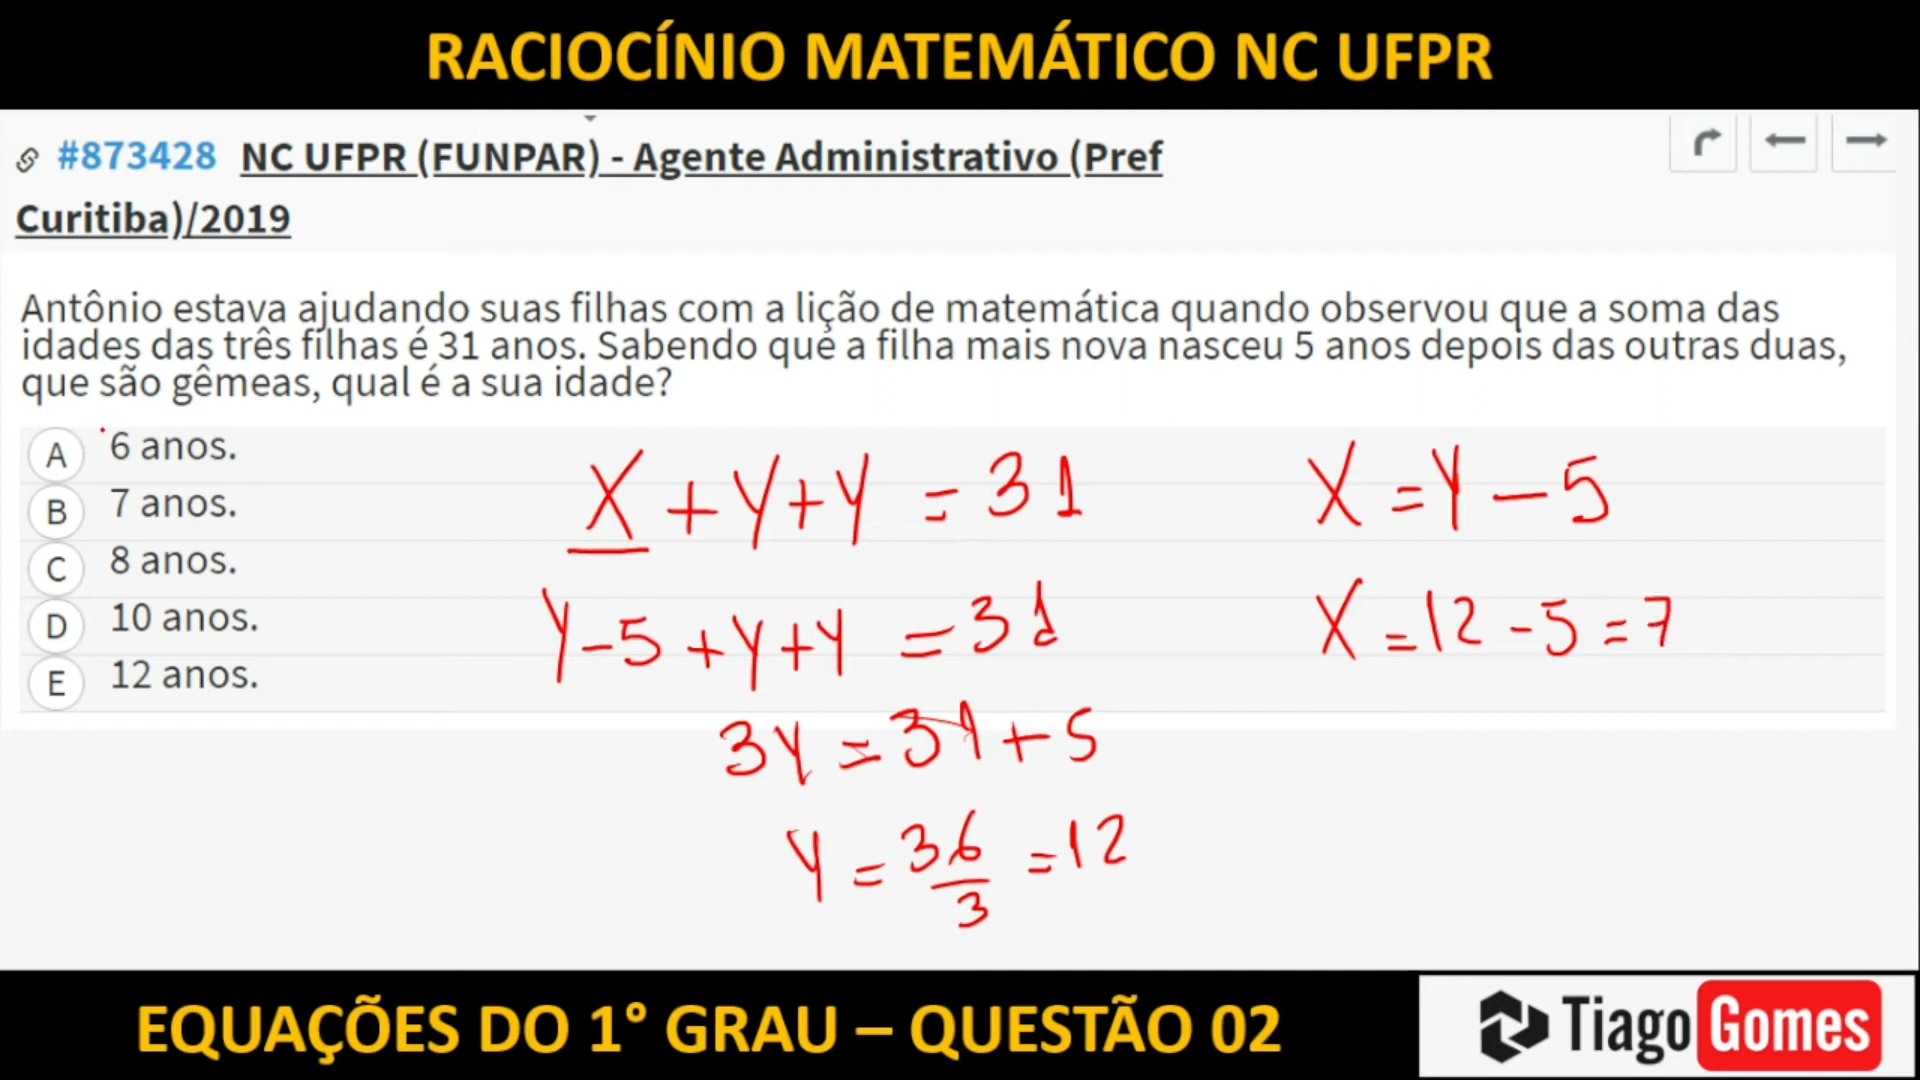 RACIOCÍNIO MATEMÁTICO NC UFPR
#873428 NC UFPR (FUNPAR) - Agente Administrativo (Pref
Curitiba)/2019
Antônio estava ajudando suas filhas com a lição de matemática quando observou que a soma das
idades das três filhas é 31 anos. Sabendo que a filha mais nova nasceu 5 anos depois das outras duas,
que são gêmeas, qual é a sua idade?
A 6 anos.
B 7 anos.
C 8 anos.
D 10 anos.
E 12 anos.
X + Y + Y = 31
X = Y - 5
Y - 5 + Y + Y = 31
X = 12 - 5 = 7
3Y = 31 + 5
Y = 36/3 = 12
EQUAÇÕES DO 1° GRAU – QUESTÃO 02
Tiago Gomes